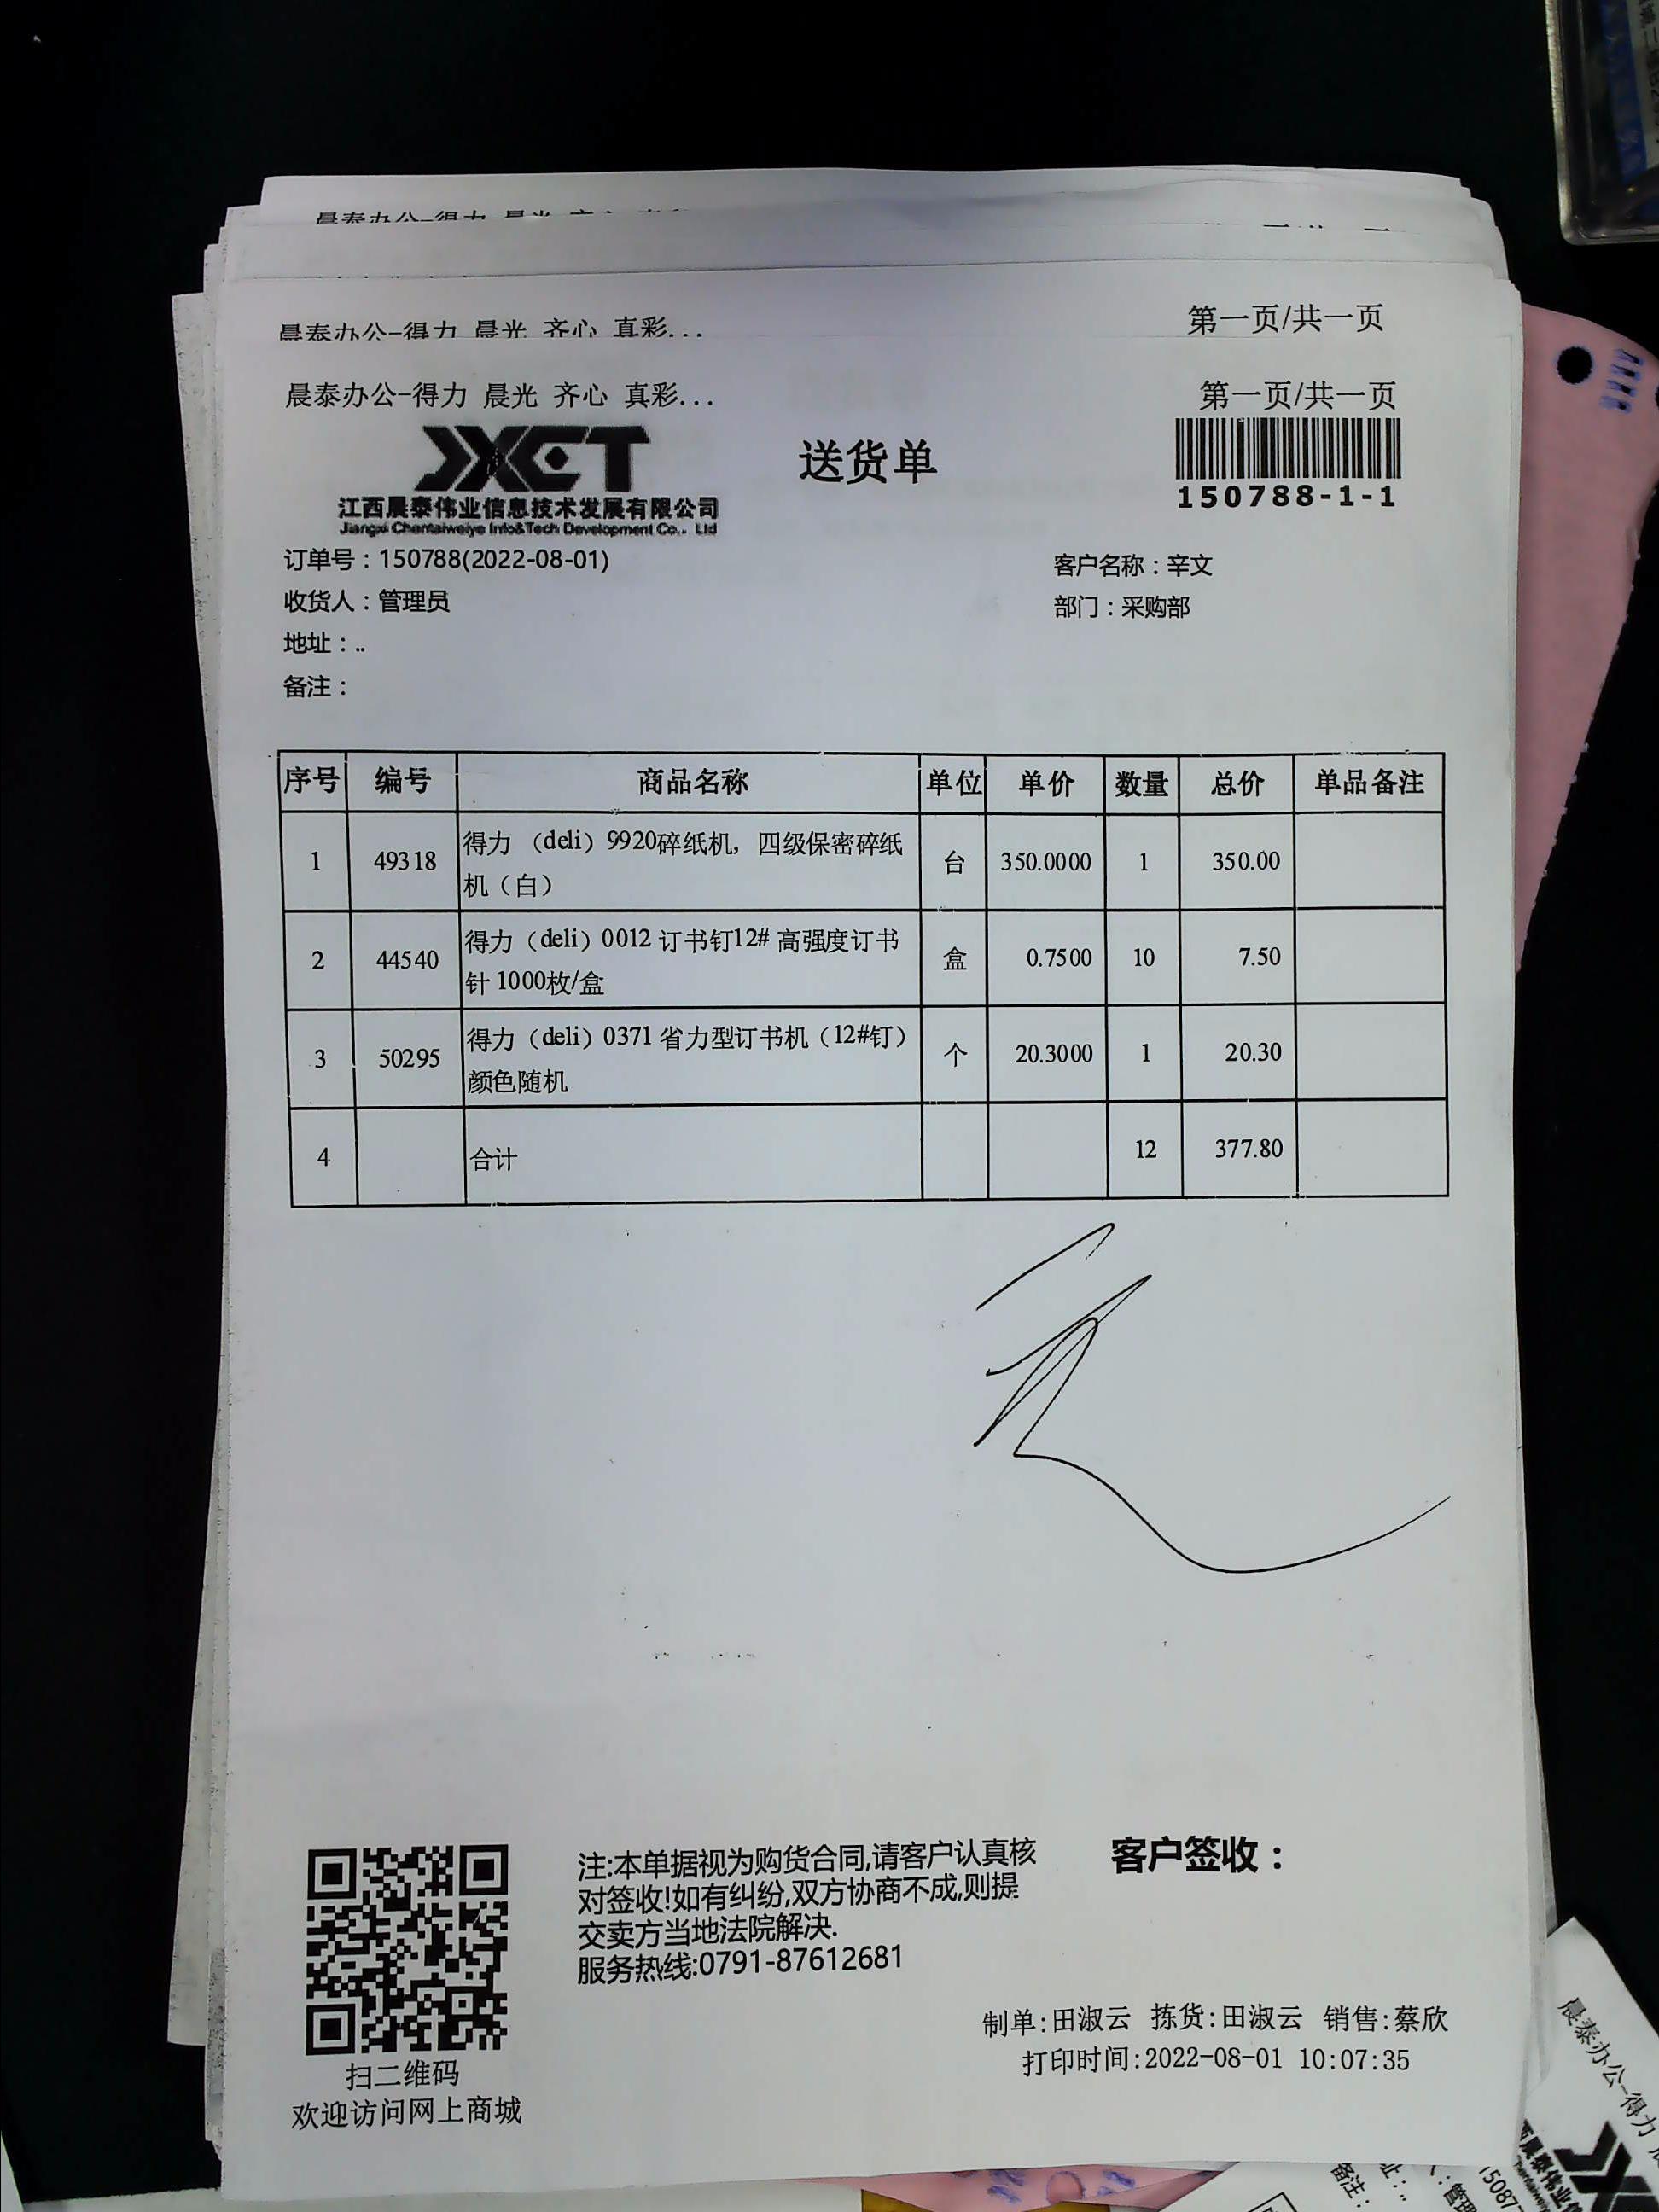 晨泰办公-得力 晨光 齐心 真彩...
第一页/共一页
晨泰办公-得力 晨光 齐心 真彩...
第一页/共一页
JXCT
送货单
江西晨泰伟业信息技术发展有限公司
Jiangxi Chentaiweiye Info&Tech Development Co., Ltd
150788-1-1
订单号：150788(2022-08-01)
客户名称：辛文
收货人：管理员
部门：采购部
地址：..
备注：
序号 编号 商品名称 单位 单价 数量 总价 单品备注
1 49318 得力 （deli）9920碎纸机，四级保密碎纸 台 350.0000 1 350.00
机（白）
2 44540 得力（deli）0012 订书钉12# 高强度订书 盒 0.7500 10 7.50
针 1000枚/盒
3 50295 得力（deli）0371 省力型订书机（12#钉） 个 20.3000 1 20.30
颜色随机
4 合计 12 377.80
注:本单据视为购货合同,请客户认真核
对签收!如有纠纷,双方协商不成,则提
交卖方当地法院解决.
服务热线:0791-87612681
客户签收：
制单:田淑云 拣货:田淑云 销售:蔡欣
打印时间:2022-08-01 10:07:35
扫二维码
欢迎访问网上商城
晨泰办公-得力
备注：